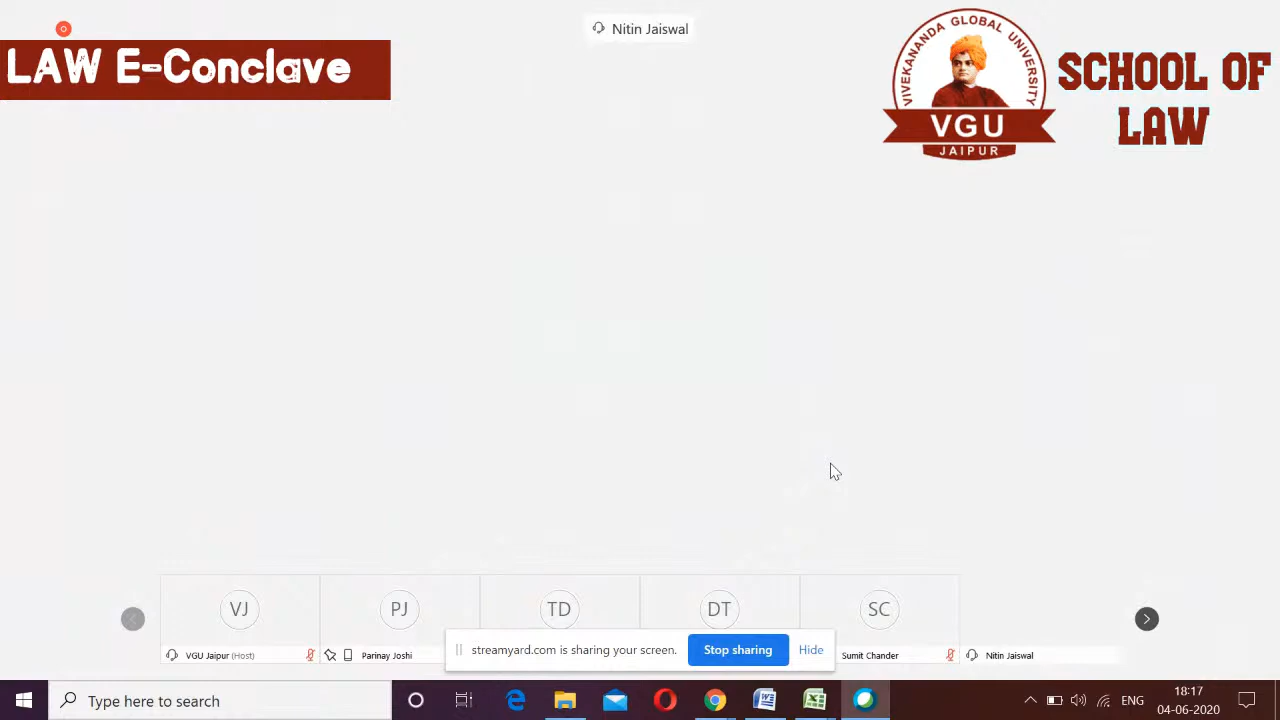 Nitin Jaiswal
LAW E-Conclave
VIVEKANANDA GLOBAL UNIVERSITY
VGU
JAIPUR
SCHOOL OF
LAW
VJ
PJ
TD
DT
SC
VGU Jaipur (Host)
Parinay Joshi
streamyard.com is sharing your screen.
Stop sharing
Hide
Sumit Chander
Nitin Jaiswal
Type here to search
ENG
18:17
04-06-2020